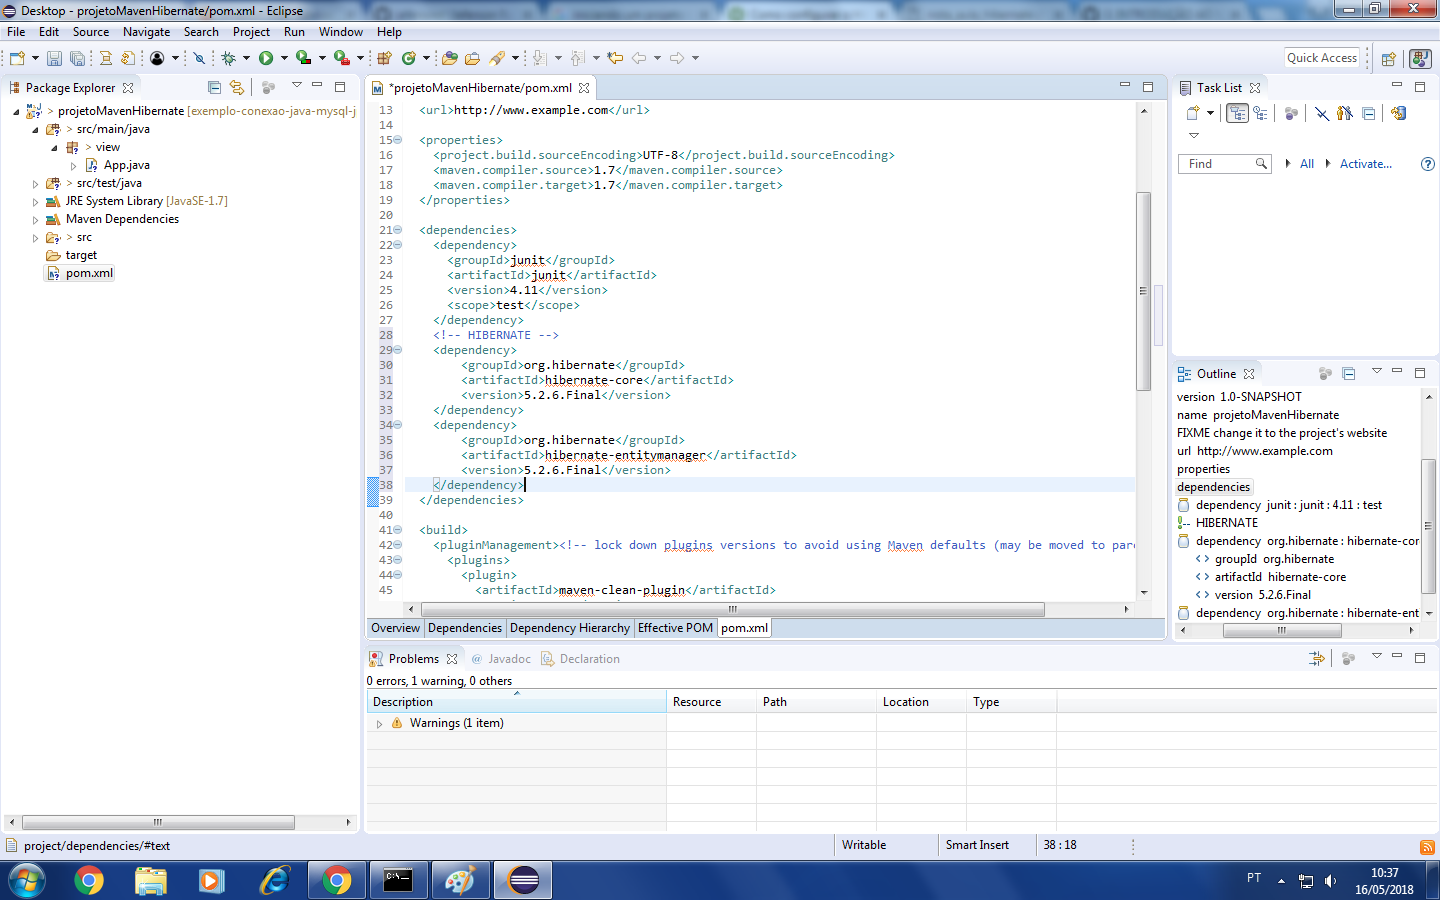 Desktop - projetoMavenHibernate/pom.xml - Eclipse
File Edit Source Navigate Search Project Run Window Help
Quick Access
Package Explorer
> projetoMavenHibernate [exemplo-conexao-java-mysql-j
> src/main/java
> view
App.java
> src/test/java
JRE System Library [JavaSE-1.7]
Maven Dependencies
> src
target
pom.xml
*projetoMavenHibernate/pom.xml
13 <url>http://www.example.com</url>
14
15 <properties>
16 <project.build.sourceEncoding>UTF-8</project.build.sourceEncoding>
17 <maven.compiler.source>1.7</maven.compiler.source>
18 <maven.compiler.target>1.7</maven.compiler.target>
19 </properties>
20
21 <dependencies>
22 <dependency>
23 <groupId>junit</groupId>
24 <artifactId>junit</artifactId>
25 <version>4.11</version>
26 <scope>test</scope>
27 </dependency>
28 <!-- HIBERNATE -->
29 <dependency>
30 <groupId>org.hibernate</groupId>
31 <artifactId>hibernate-core</artifactId>
32 <version>5.2.6.Final</version>
33 </dependency>
34 <dependency>
35 <groupId>org.hibernate</groupId>
36 <artifactId>hibernate-entitymanager</artifactId>
37 <version>5.2.6.Final</version>
38 </dependency>
39 </dependencies>
40
41 <build>
42 <pluginManagement><!-- lock down plugins versions to avoid using Maven defaults (may be moved to pare
43 <plugins>
44 <plugin>
45 <artifactId>maven-clean-plugin</artifactId>
Overview Dependencies Dependency Hierarchy Effective POM pom.xml
Task List
Find All Activate...
Outline
version 1.0-SNAPSHOT
name projetoMavenHibernate
FIXME change it to the project's website
url http://www.example.com
properties
dependencies
dependency junit : junit : 4.11 : test
HIBERNATE
dependency org.hibernate : hibernate-cor
groupId org.hibernate
artifactId hibernate-core
version 5.2.6.Final
dependency org.hibernate : hibernate-ent
Problems @ Javadoc Declaration
0 errors, 1 warning, 0 others
Description Resource Path Location Type
Warnings (1 item)
project/dependencies/#text
Writable Smart Insert 38 : 18
PT
10:37
16/05/2018